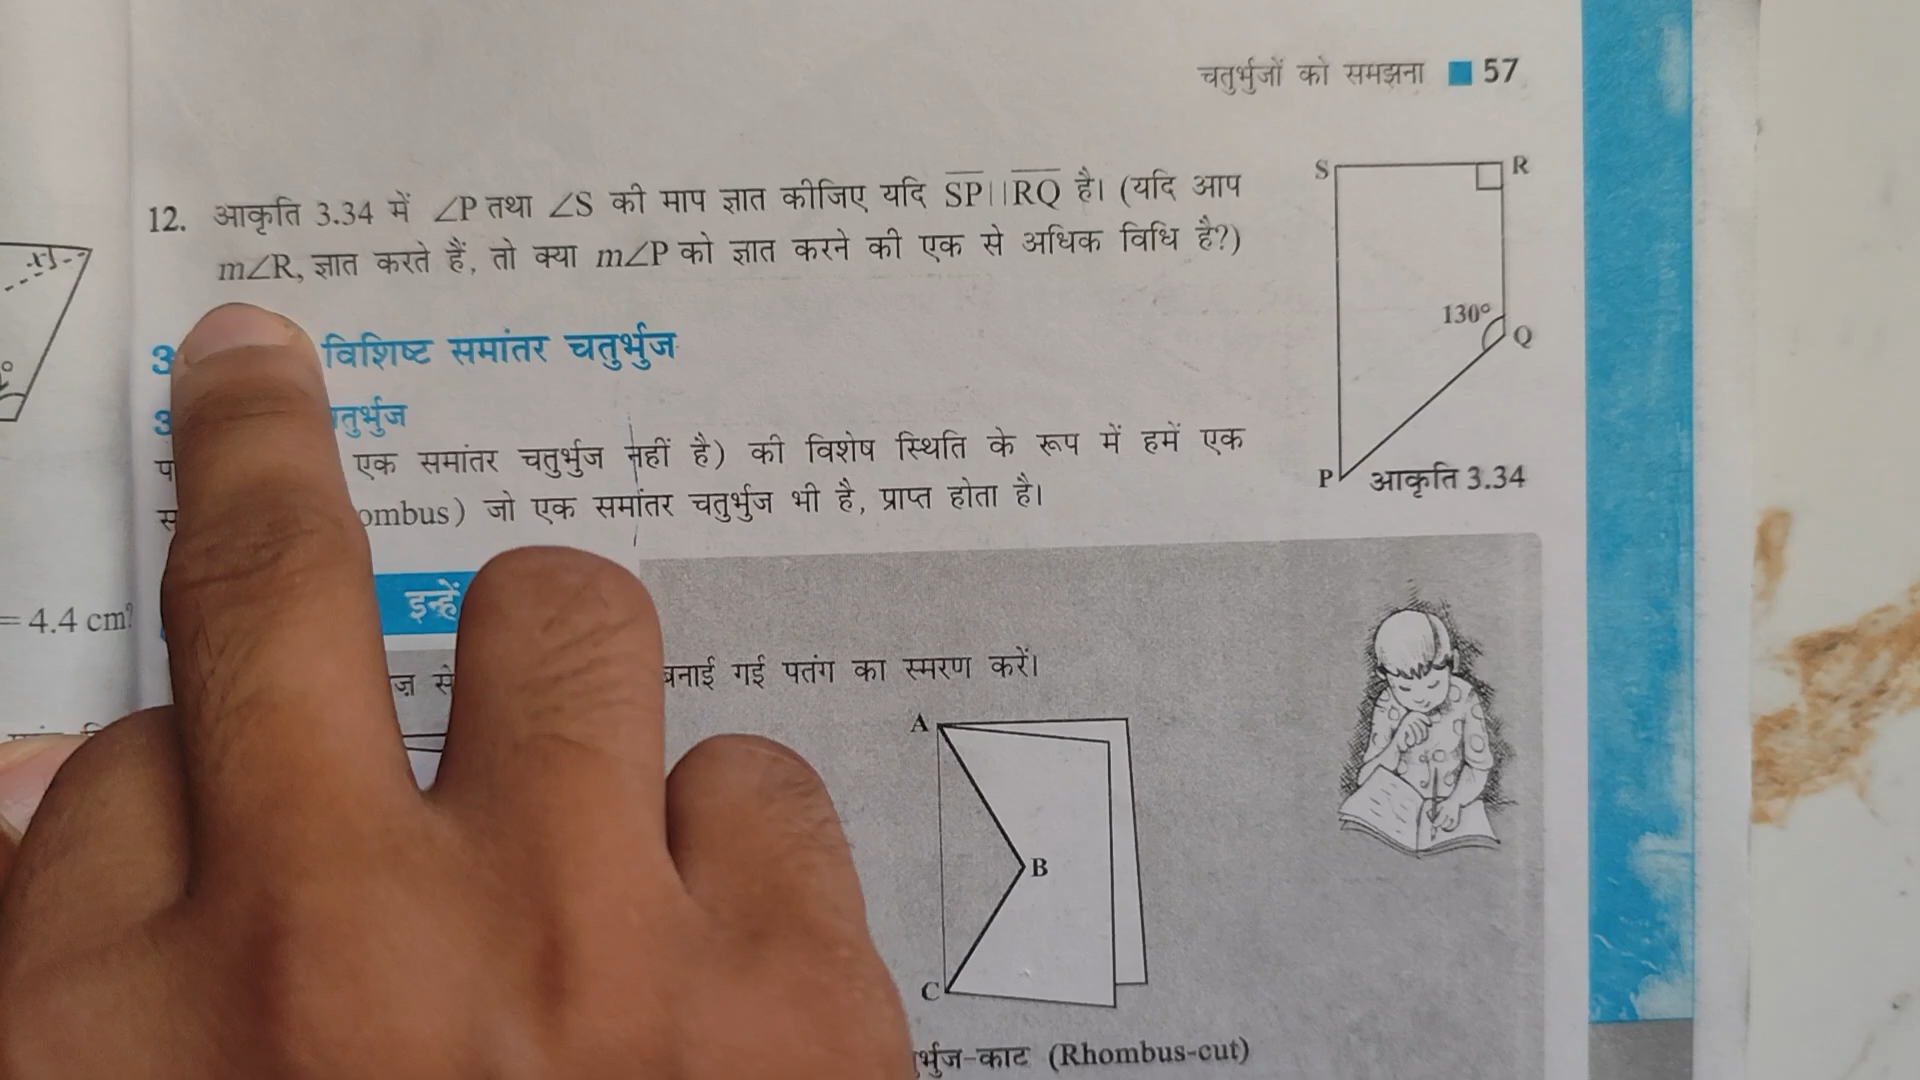 चतुर्भुजों को समझना 57
12. आकृति 3.34 में ∠P तथा ∠S की माप ज्ञात कीजिए यदि SP||RQ है। (यदि आप
m∠R, ज्ञात करते हैं, तो क्या m∠P को ज्ञात करने की एक से अधिक विधि है?)
S R
130°
Q
P आकृति 3.34
3
विशिष्ट समांतर चतुर्भुज
3
एक समांतर चतुर्भुज नहीं है) की विशेष स्थिति के रूप में हमें एक
ombus) जो एक समांतर चतुर्भुज भी है, प्राप्त होता है।
= 4.4 cm?
इन्हें
बनाई गई पतंग का स्मरण करें।
A
B
C
र्भुज-काट (Rhombus-cut)